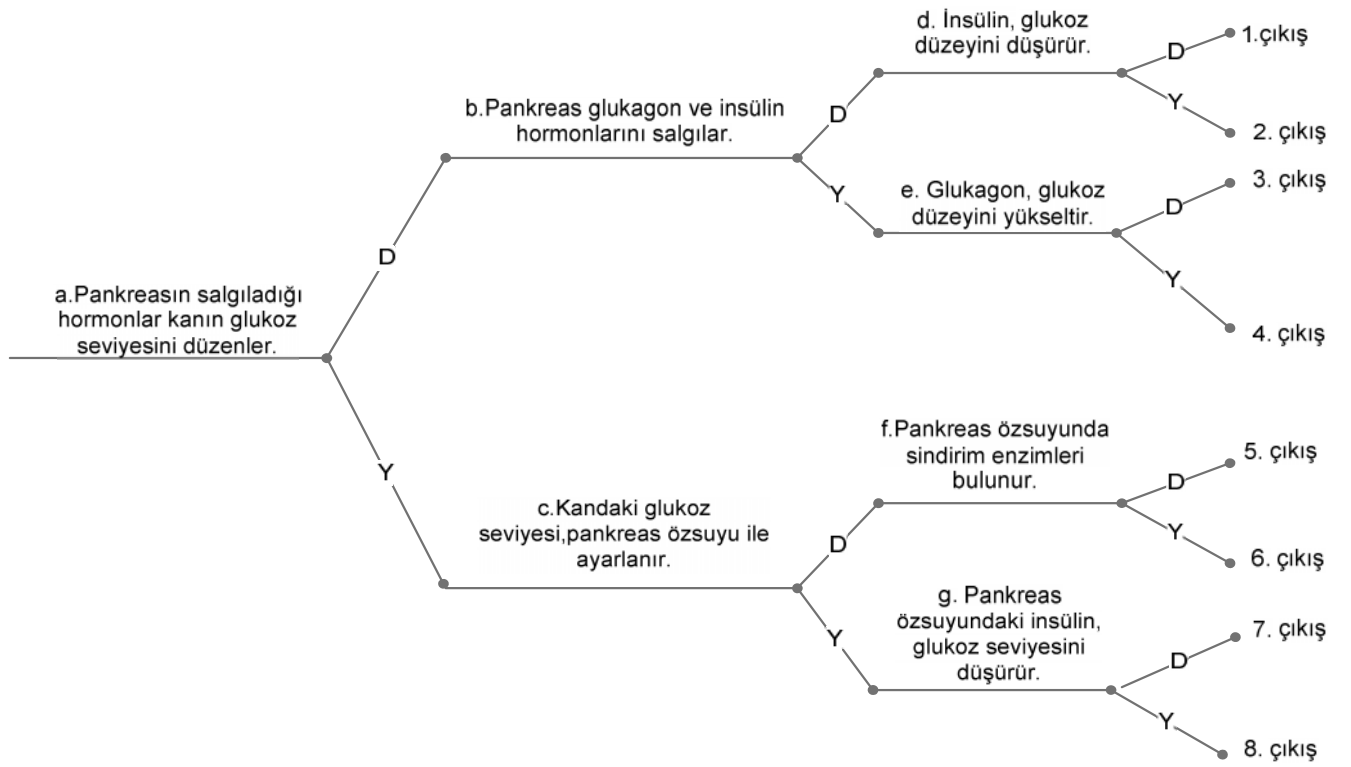 a.Pankreasın salgıladığı
hormonlar kanın glukoz
seviyesini düzenler.
D
Y
b.Pankreas glukagon ve insülin
hormonlarını salgılar.
D
Y
d. İnsülin, glukoz
düzeyini düşürür.
D
1.çıkış
Y
2. çıkış
e. Glukagon, glukoz
düzeyini yükseltir.
D
3. çıkış
Y
4. çıkış
c.Kandaki glukoz
seviyesi,pankreas özsuyu ile
ayarlanır.
D
Y
f.Pankreas özsuyunda
sindirim enzimleri
bulunur.
D
5. çıkış
Y
6. çıkış
g. Pankreas
özsuyundaki insülin,
glukoz seviyesini
düşürür.
D
7. çıkış
Y
8. çıkış